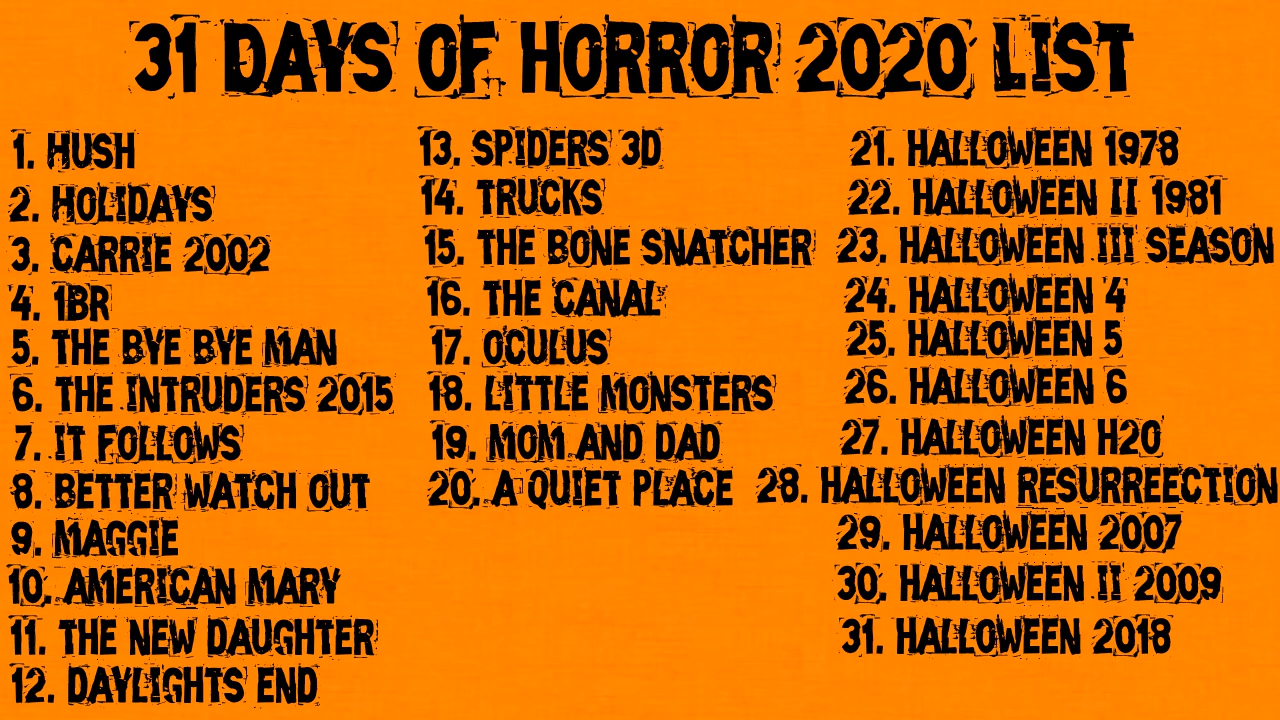 31 DAYS OF HORROR 2020 LIST
1. HUSH
2. HOLIDAYS
3. CARRIE 2002
4. 1BR
5. THE BYE BYE MAN
6. THE INTRUDERS 2015
7. IT FOLLOWS
8. BETTER WATCH OUT
9. MAGGIE
10. AMERICAN MARY
11. THE NEW DAUGHTER
12. DAYLIGHTS END
13. SPIDERS 3D
14. TRUCKS
15. THE BONE SNATCHER
16. THE CANAL
17. OCULUS
18. LITTLE MONSTERS
19. MOM AND DAD
20. A QUIET PLACE
21. HALLOWEEN 1978
22. HALLOWEEN II 1981
23. HALLOWEEN III SEASON
24. HALLOWEEN 4
25. HALLOWEEN 5
26. HALLOWEEN 6
27. HALLOWEEN H20
28. HALLOWEEN RESURREECTION
29. HALLOWEEN 2007
30. HALLOWEEN II 2009
31. HALLOWEEN 2018